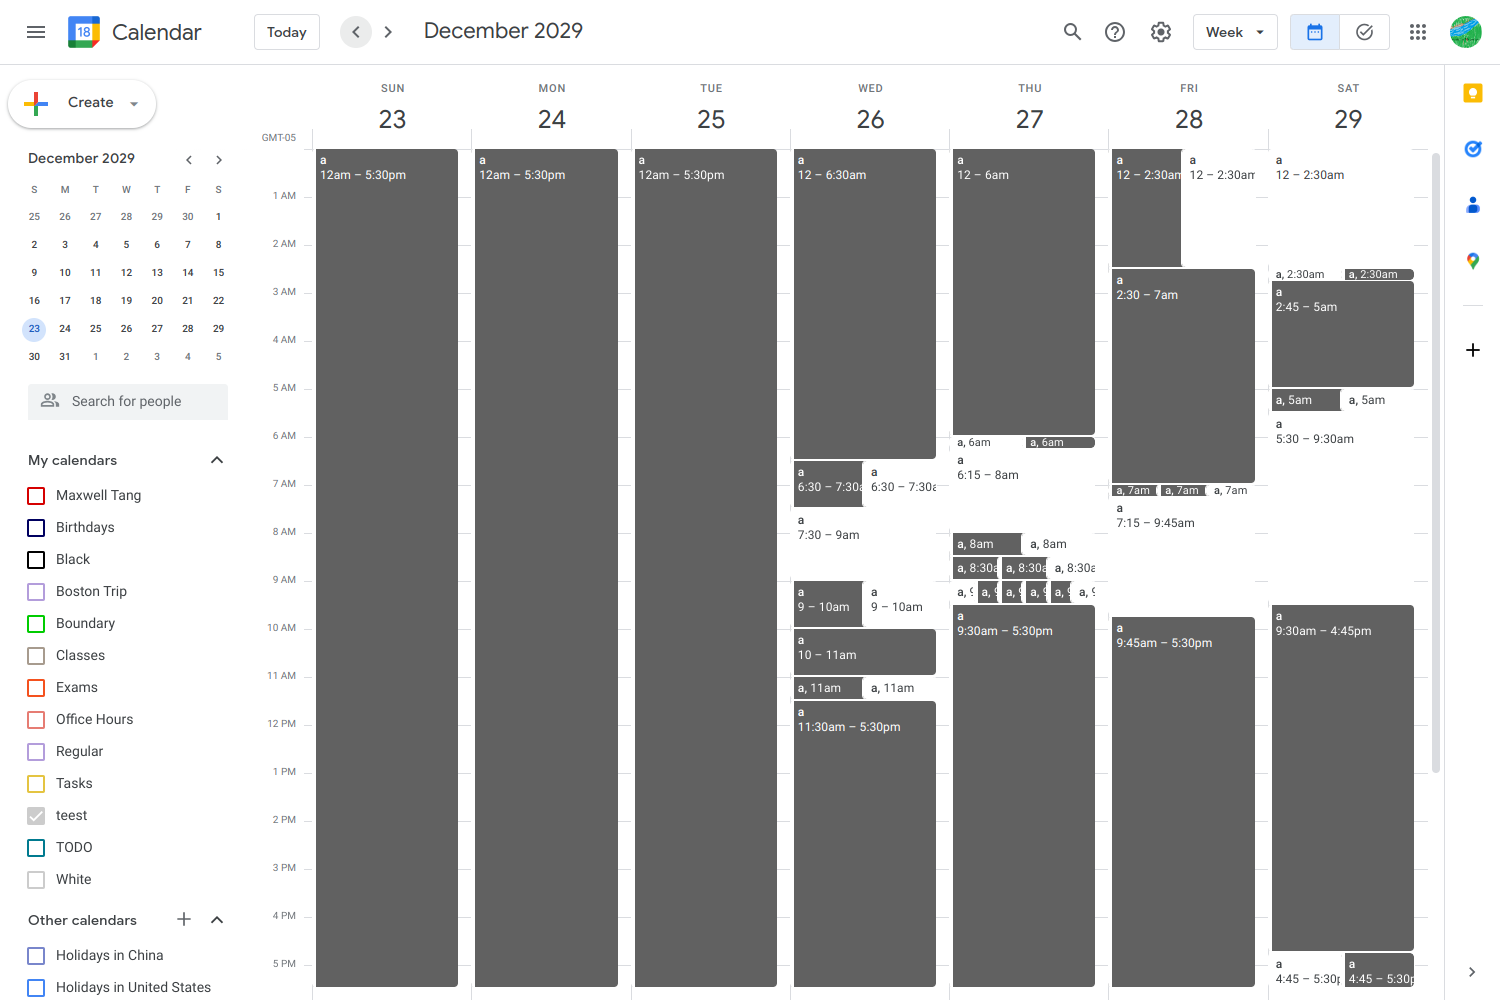 18 Calendar Today December 2029 Week
Create
December 2029
S M T W T F S
25 26 27 28 29 30 1
2 3 4 5 6 7 8
9 10 11 12 13 14 15
16 17 18 19 20 21 22
23 24 25 26 27 28 29
30 31 1 2 3 4 5
Search for people
My calendars
Maxwell Tang
Birthdays
Black
Boston Trip
Boundary
Classes
Exams
Office Hours
Regular
Tasks
teest
TODO
White
Other calendars
Holidays in China
Holidays in United States
SUN MON TUE WED THU FRI SAT
23 24 25 26 27 28 29
GMT-05
1 AM
2 AM
3 AM
4 AM
5 AM
6 AM
7 AM
8 AM
9 AM
10 AM
11 AM
12 PM
1 PM
2 PM
3 PM
4 PM
5 PM
a
12am – 5:30pm
a
12am – 5:30pm
a
12am – 5:30pm
a
12 – 6:30am
a
6:30 – 7:30a
a
6:30 – 7:30a
a
7:30 – 9am
a
9 – 10am
a
9 – 10am
a
10 – 11am
a, 11am
a, 11am
a
11:30am – 5:30pm
a
12 – 6am
a, 6am
a, 6am
a
6:15 – 8am
a, 8am
a, 8am
a, 8:30a
a, 8:30a
a, 8:30a
a, 9
a, 9
a, 9
a, 9
a, 9
a, 9
a
9:30am – 5:30pm
a
12 – 2:30am
a
12 – 2:30am
a
2:30 – 7am
a, 7am
a, 7am
a, 7am
a
7:15 – 9:45am
a
9:45am – 5:30pm
a
12 – 2:30am
a, 2:30am
a, 2:30am
a
2:45 – 5am
a, 5am
a, 5am
a
5:30 – 9:30am
a
9:30am – 4:45pm
a
4:45 – 5:30p
a
4:45 – 5:30p